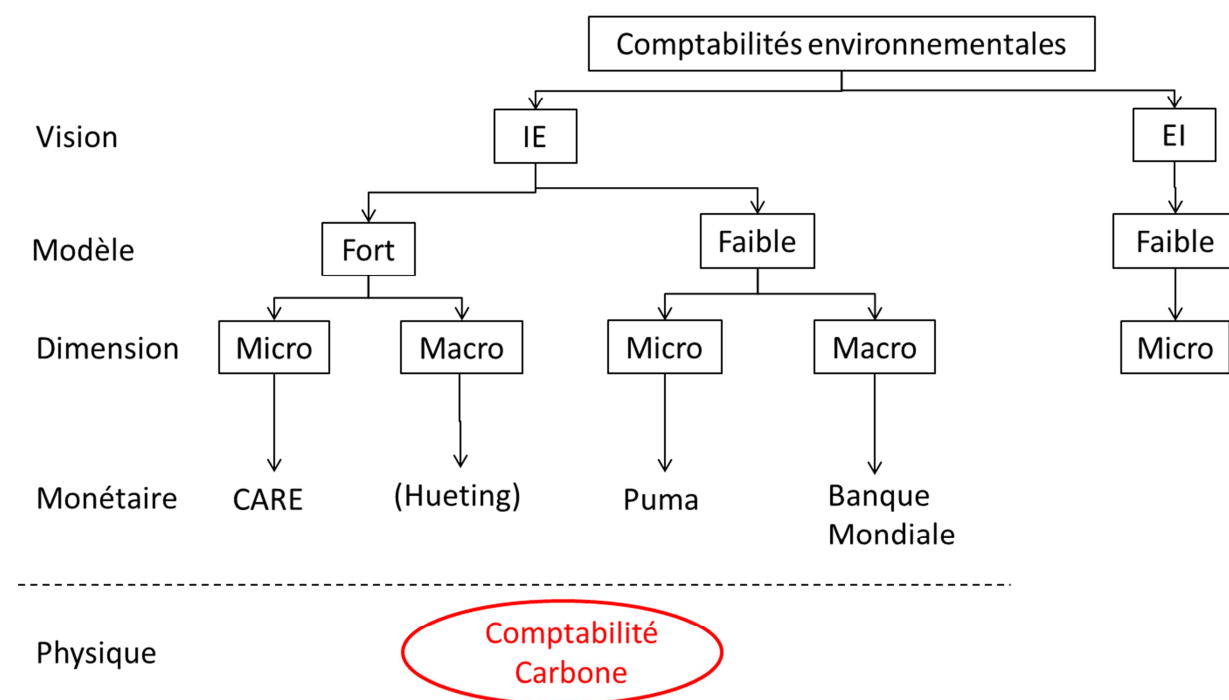 Comptabilités environnementales
Vision
IE
EI
Modèle
Fort
Faible
Faible
Dimension
Micro
Macro
Micro
Macro
Micro
Monétaire
CARE
(Hueting)
Puma
Banque
Mondiale
Physique
Comptabilité
Carbone